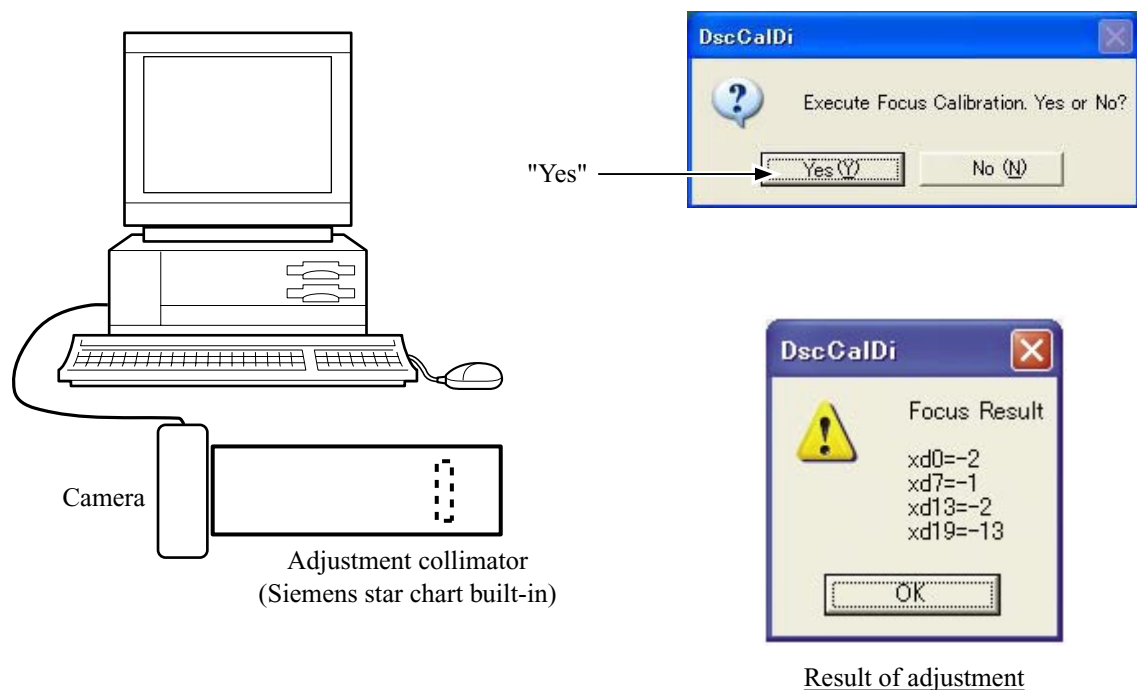 DscCalDi
Execute Focus Calibration. Yes or No?
Yes (Y)
No (N)
"Yes"
DscCalDi
Focus Result
xd0=-2
xd7=-1
xd13=-2
xd19=-13
OK
Camera
Adjustment collimator
(Siemens star chart built-in)
Result of adjustment